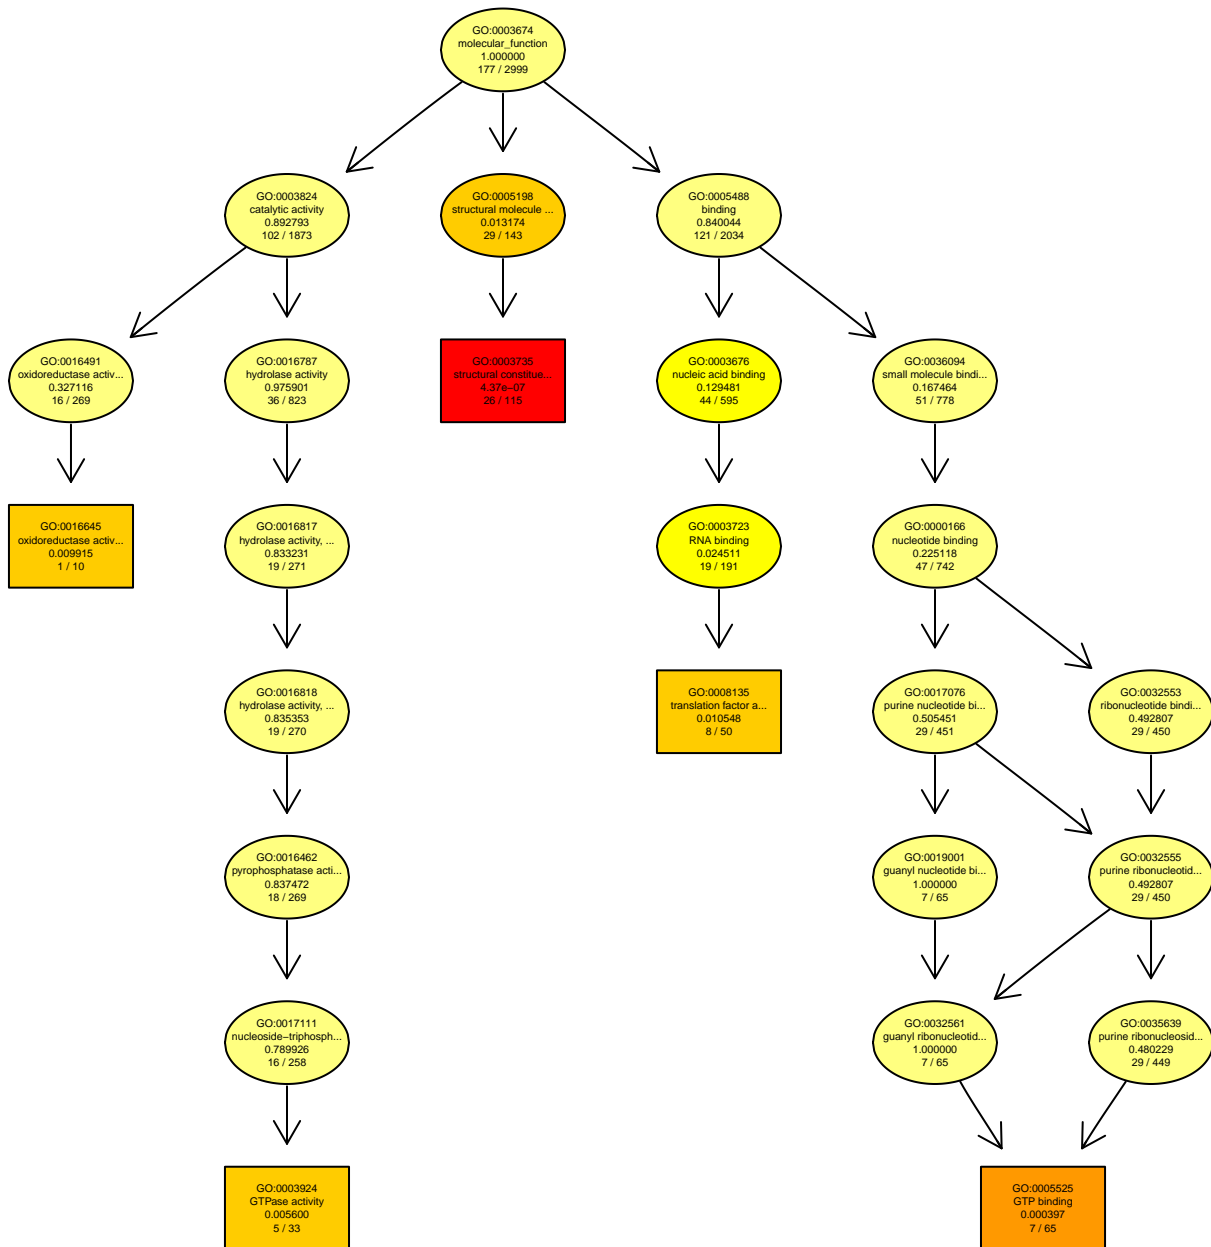 GO:0003674
molecular_function
1.000000
177 / 2999
GO:0003824
catalytic activity
0.892793
102 / 1873
GO:0005198
structural molecule ...
0.013174
29 / 143
GO:0005488
binding
0.840044
121 / 2034
GO:0016491
oxidoreductase activ...
0.327116
16 / 269
GO:0016787
hydrolase activity
0.975901
36 / 823
GO:0003735
structural constitue...
4.37e−07
26 / 115
GO:0003676
nucleic acid binding
0.129481
44 / 595
GO:0036094
small molecule bindi...
0.167464
51 / 778
GO:0016645
oxidoreductase activ...
0.009915
1 / 10
GO:0016817
hydrolase activity, ...
0.833231
19 / 271
GO:0003723
RNA binding
0.024511
19 / 191
GO:0000166
nucleotide binding
0.225118
47 / 742
GO:0016818
hydrolase activity, ...
0.835353
19 / 270
GO:0008135
translation factor a...
0.010548
8 / 50
GO:0017076
purine nucleotide bi...
0.505451
29 / 451
GO:0032553
ribonucleotide bindi...
0.492807
29 / 450
GO:0016462
pyrophosphatase acti...
0.837472
18 / 269
GO:0019001
guanyl nucleotide bi...
1.000000
7 / 65
GO:0032555
purine ribonucleotid...
0.492807
29 / 450
GO:0017111
nucleoside−triphosph...
0.789926
16 / 258
GO:0032561
guanyl ribonucleotid...
1.000000
7 / 65
GO:0035639
purine ribonucleosid...
0.480229
29 / 449
GO:0003924
GTPase activity
0.005600
5 / 33
GO:0005525
GTP binding
0.000397
7 / 65